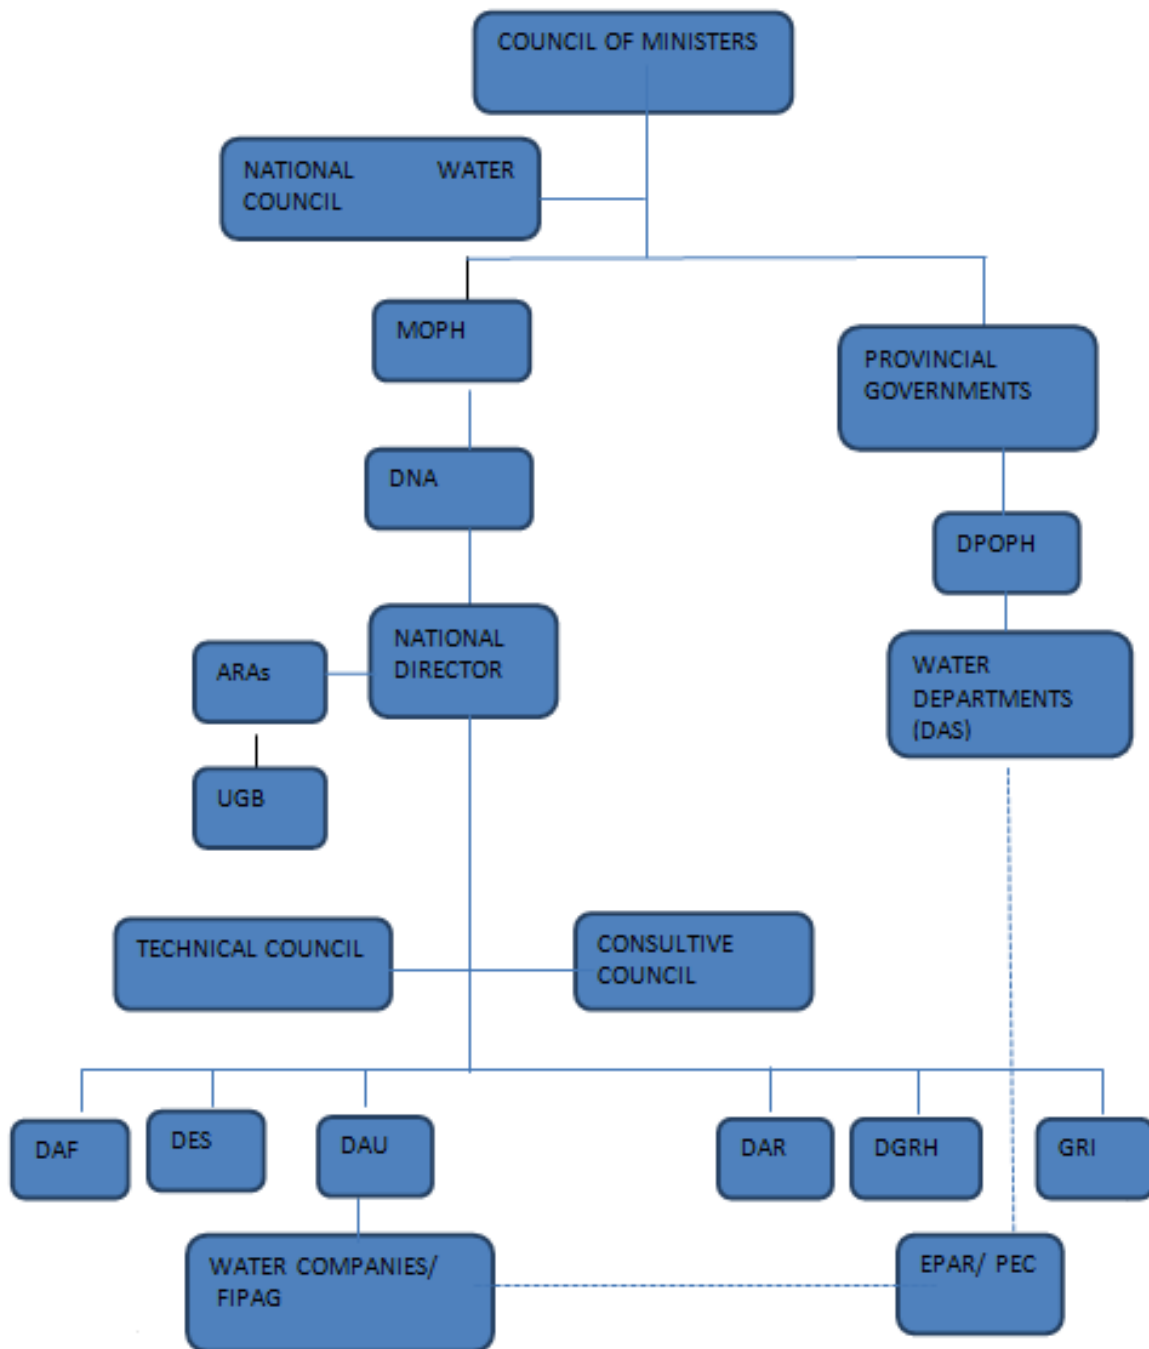 COUNCIL OF MINISTERS
NATIONAL WATER
COUNCIL
MOPH
PROVINCIAL
GOVERNMENTS
DNA
DPOPH
NATIONAL
DIRECTOR
ARAs
WATER
DEPARTMENTS
(DAS)
UGB
TECHNICAL COUNCIL
CONSULTIVE
COUNCIL
DAF
DES
DAU
DAR
DGRH
GRI
WATER COMPANIES/
FIPAG
EPAR/ PEC